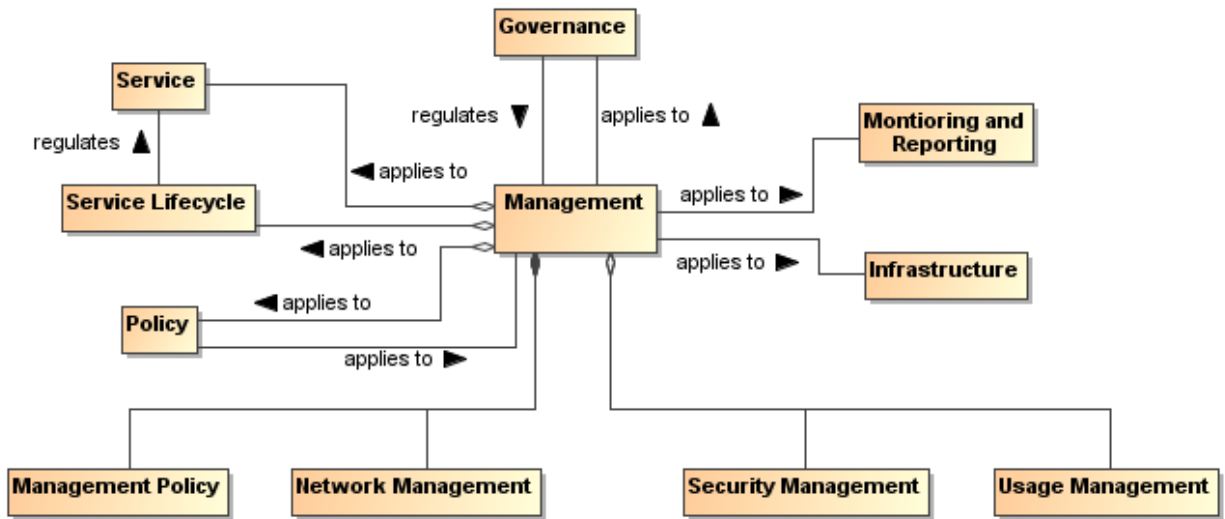 Governance
Service
regulates
regulates
applies to
Montioring and
Reporting
applies to
Service Lifecycle
Management
applies to
applies to
applies to
Infrastructure
applies to
Policy
applies to
Management Policy
Network Management
Security Management
Usage Management